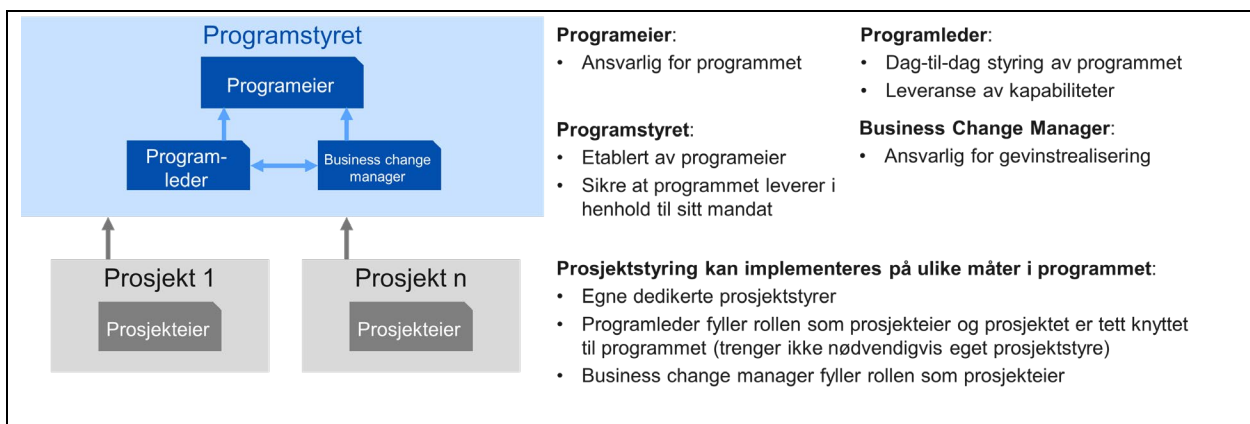 Programstyret
Programeier
Program-
leder
Business change
manager
Prosjekt 1
Prosjekteier
Prosjekt n
Prosjekteier
Programeier:
• Ansvarlig for programmet
Programstyret:
• Etablert av programeier
• Sikre at programmet leverer i
henhold til sitt mandat
Programleder:
• Dag-til-dag styring av programmet
• Leveranse av kapabiliteter
Business Change Manager:
• Ansvarlig for gevinstrealisering
Prosjektstyring kan implementeres på ulike måter i programmet:
• Egne dedikerte prosjektstyrer
• Programleder fyller rollen som prosjekteier og prosjektet er tett knyttet
til programmet (trenger ikke nødvendigvis eget prosjektstyre)
• Business change manager fyller rollen som prosjekteier